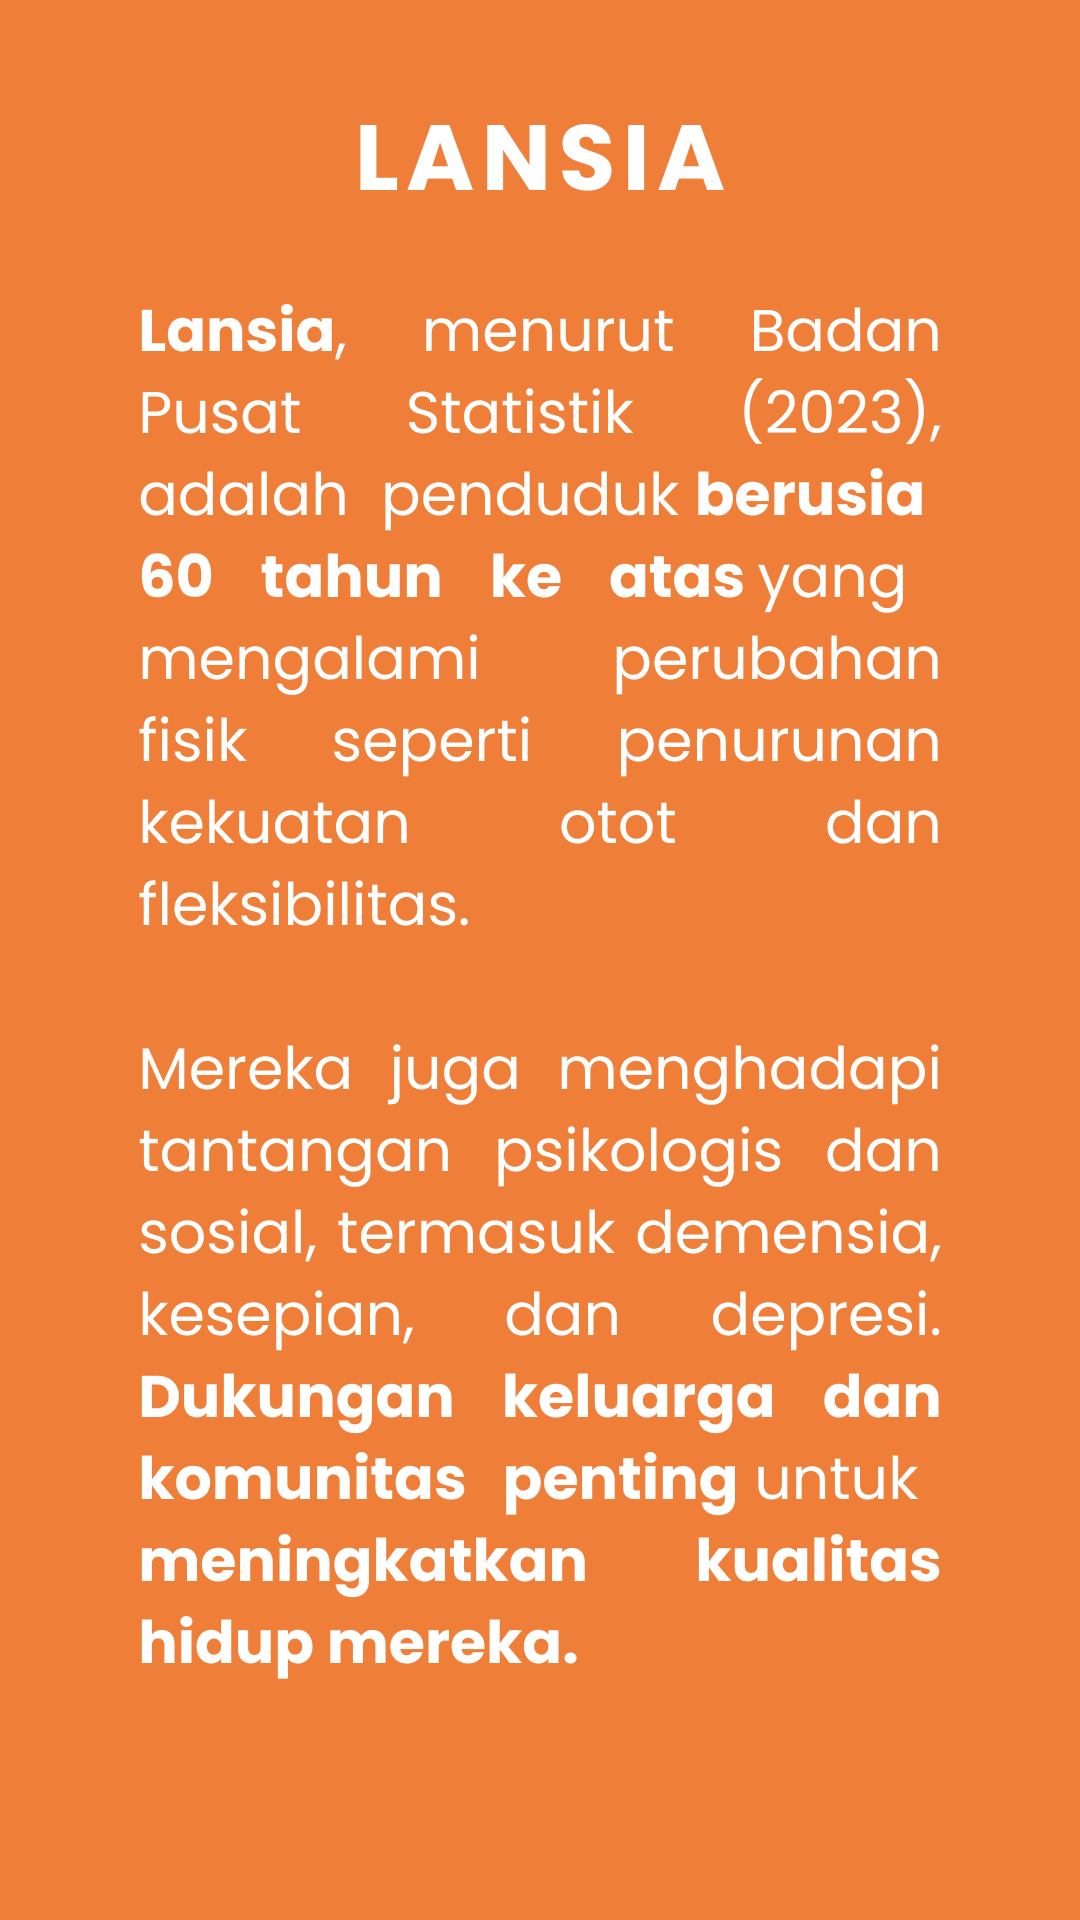 LANSIA
Lansia, menurut Badan
Pusat Statistik (2023),
adalah penduduk berusia
60 tahun ke atas yang
mengalami perubahan
fisik seperti penurunan
kekuatan otot dan
fleksibilitas.
Mereka juga menghadapi
tantangan psikologis dan
sosial, termasuk demensia,
kesepian, dan depresi.
Dukungan keluarga dan
komunitas penting untuk
meningkatkan kualitas
hidup mereka.